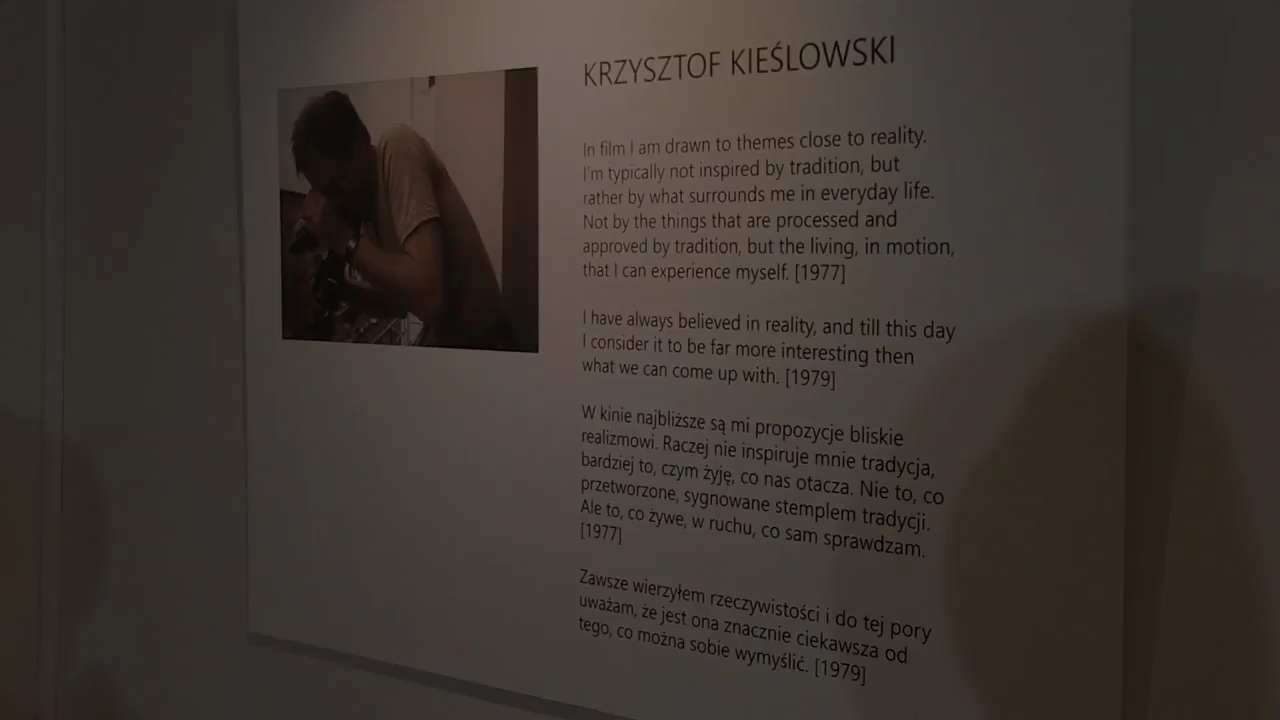 KRZYSZTOF KIEŚLOWSKI
In film I am drawn to themes close to reality.
I'm typically not inspired by tradition, but
rather by what surrounds me in everyday life.
Not by the things that are processed and
approved by tradition, but the living, in motion,
that I can experience myself. [1977]
I have always believed in reality, and till this day
I consider it to be far more interesting then
what we can come up with. [1979]
W kinie najbliższe są mi propozycje bliskie
realizmowi. Raczej nie inspiruje mnie tradycja,
bardziej to, czym żyję, co nas otacza. Nie to, co
przetworzone, sygnowane stemplem tradycji.
Ale to, co żywe, w ruchu, co sam sprawdzam.
[1977]
Zawsze wierzyłem rzeczywistości i do tej pory
uważam, że jest ona znacznie ciekawsza od
tego, co można sobie wymyślić. [1979]